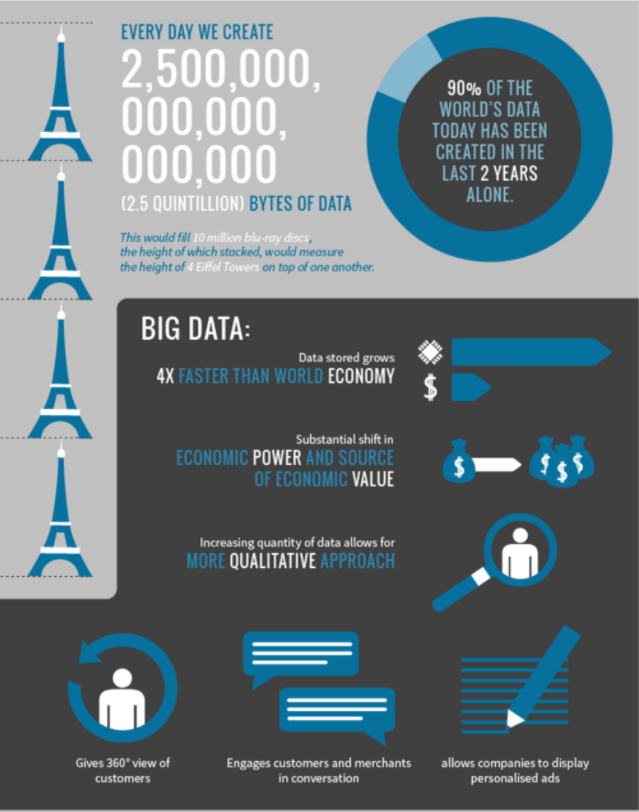 EVERY DAY WE CREATE
2,500,000,
000,000,
000,000
(2.5 QUINTILLION) BYTES OF DATA
This would fill 10 million blu-ray discs,
the height of which stacked, would measure
the height of 4 Eiffel Towers on top of one another.
90% OF THE
WORLD'S DATA
TODAY HAS BEEN
CREATED IN THE
LAST 2 YEARS
ALONE.
BIG DATA:
Data stored grows
4X FASTER THAN WORLD ECONOMY
$
Substantial shift in
ECONOMIC POWER AND SOURCE
OF ECONOMIC VALUE
$ $ $ $
Increasing quantity of data allows for
MORE QUALITATIVE APPROACH
Gives 360° view of
customers
Engages customers and merchants
in conversation
allows companies to display
personalised ads